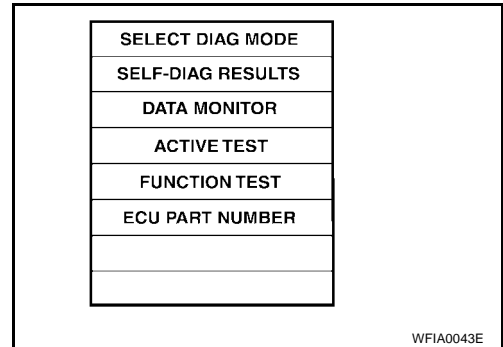 SELECT DIAG MODE
SELF-DIAG RESULTS
DATA MONITOR
ACTIVE TEST
FUNCTION TEST
ECU PART NUMBER
WFIA0043E